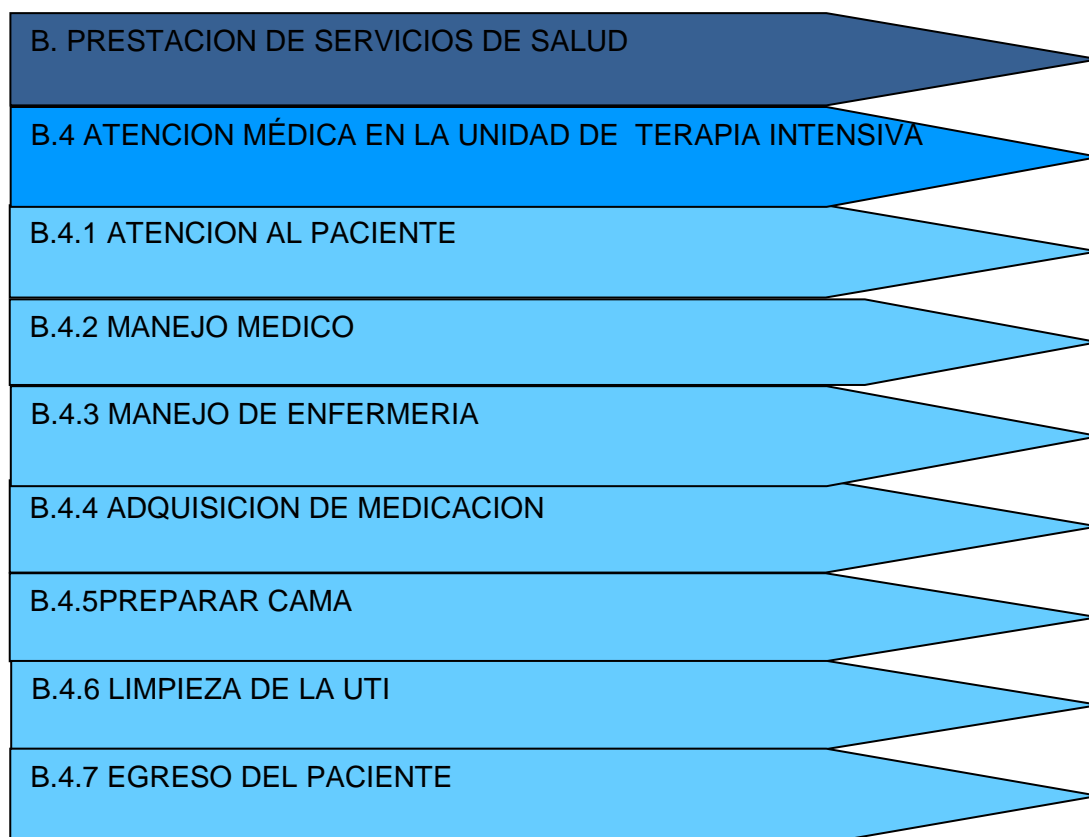 B. PRESTACION DE SERVICIOS DE SALUD
B.4 ATENCION MÉDICA EN LA UNIDAD DE  TERAPIA INTENSIVA
B.4.1 ATENCION AL PACIENTE
B.4.2 MANEJO MEDICO
B.4.3 MANEJO DE ENFERMERIA
B.4.4 ADQUISICION DE MEDICACION
B.4.5PREPARAR CAMA
B.4.6 LIMPIEZA DE LA UTI
B.4.7 EGRESO DEL PACIENTE